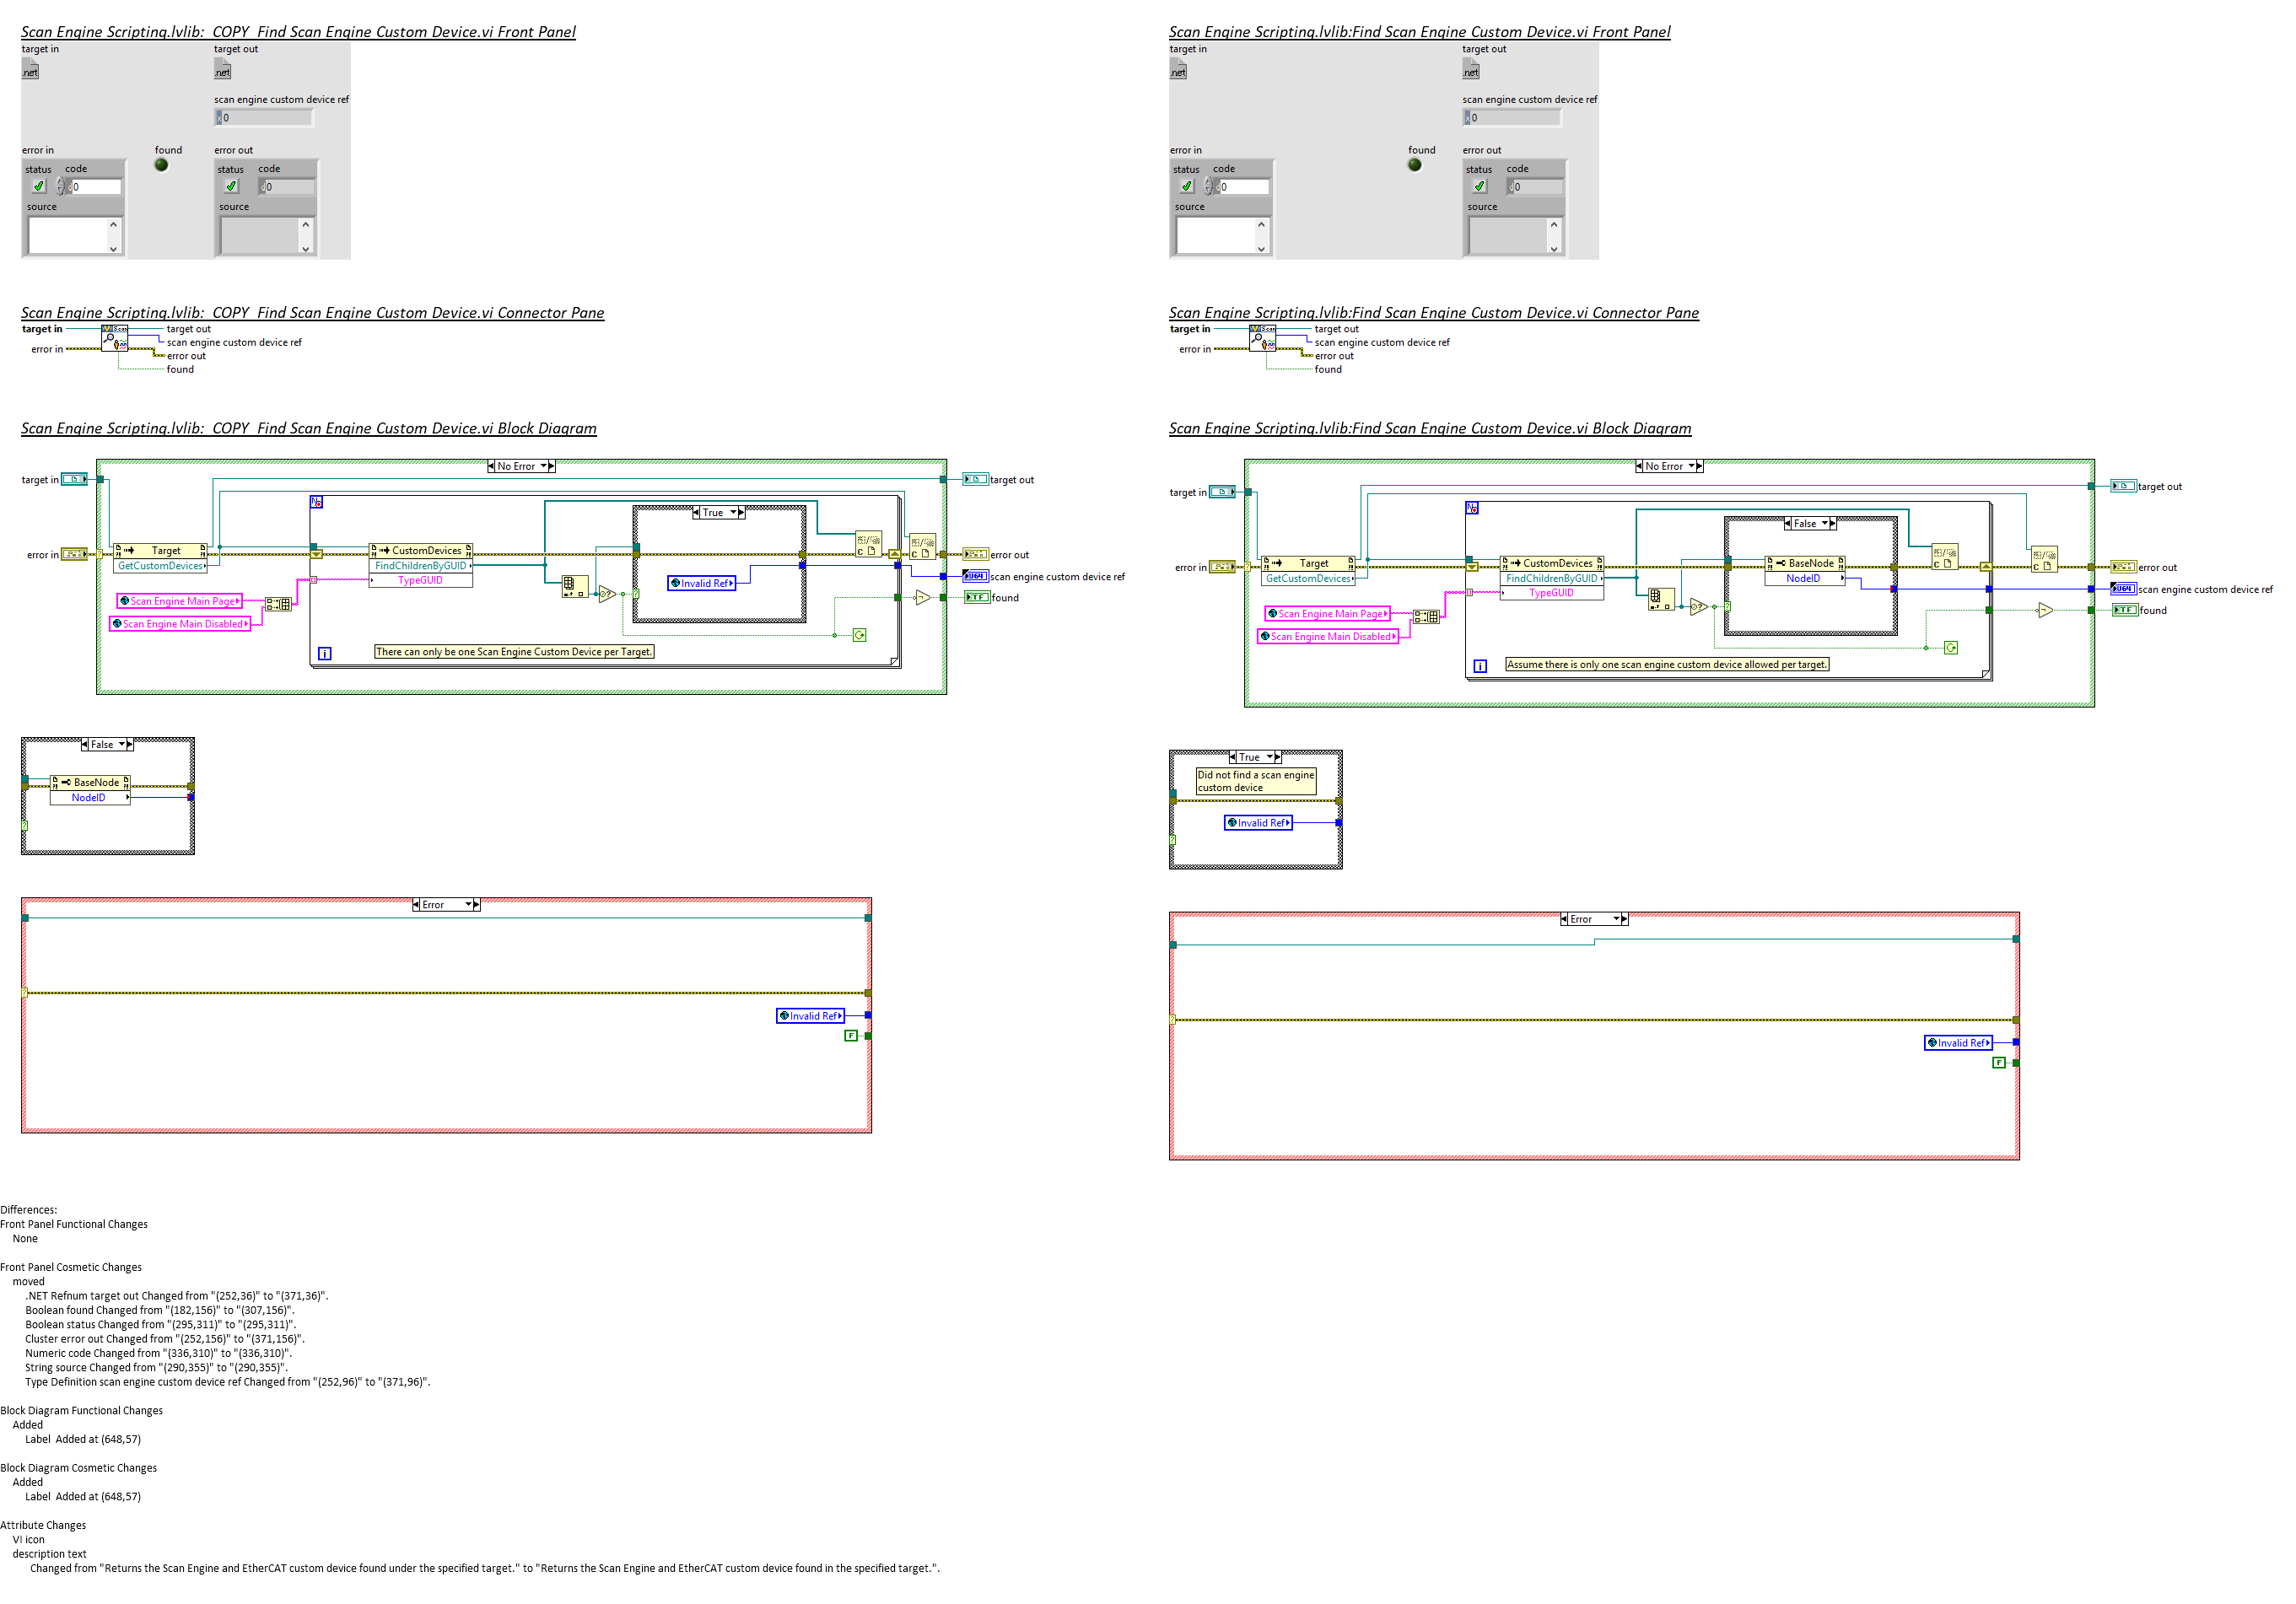 Scan Engine Scripting.lvlib:  COPY  Find Scan Engine Custom Device.vi Front Panel
target in
target out
.net
.net
scan engine custom device ref
x 0
error in
found
error out
status
code
status
code
0
d 0
source
source
Scan Engine Scripting.lvlib:  COPY  Find Scan Engine Custom Device.vi Connector Pane
target in
target out
scan engine custom device ref
error in
error out
found
Scan Engine Scripting.lvlib:  COPY  Find Scan Engine Custom Device.vi Block Diagram
No Error
target in
target out
True
error in
Target
GetCustomDevices
CustomDevices
FindChildrenByGUID
TypeGUID
error out
Invalid Ref
U64
scan engine custom device ref
Scan Engine Main Page
TF
found
Scan Engine Main Disabled
There can only be one Scan Engine Custom Device per Target.
i
False
BaseNode
NodeID
Error
Invalid Ref
F
Scan Engine Scripting.lvlib:Find Scan Engine Custom Device.vi Front Panel
target in
target out
.net
.net
scan engine custom device ref
x 0
error in
found
error out
status
code
status
code
0
d 0
source
source
Scan Engine Scripting.lvlib:Find Scan Engine Custom Device.vi Connector Pane
target in
target out
scan engine custom device ref
error in
error out
found
Scan Engine Scripting.lvlib:Find Scan Engine Custom Device.vi Block Diagram
No Error
target in
target out
False
error in
Target
GetCustomDevices
CustomDevices
FindChildrenByGUID
TypeGUID
BaseNode
NodeID
error out
U64
scan engine custom device ref
Scan Engine Main Page
TF
found
Scan Engine Main Disabled
Assume there is only one scan engine custom device allowed per target.
i
True
Did not find a scan engine
custom device
Invalid Ref
Error
Invalid Ref
F
Differences:
Front Panel Functional Changes
None
Front Panel Cosmetic Changes
moved
.NET Refnum target out Changed from "(252,36)" to "(371,36)".
Boolean found Changed from "(182,156)" to "(307,156)".
Boolean status Changed from "(295,311)" to "(295,311)".
Cluster error out Changed from "(252,156)" to "(371,156)".
Numeric code Changed from "(336,310)" to "(336,310)".
String source Changed from "(290,355)" to "(290,355)".
Type Definition scan engine custom device ref Changed from "(252,96)" to "(371,96)".
Block Diagram Functional Changes
Added
Label  Added at (648,57)
Block Diagram Cosmetic Changes
Added
Label  Added at (648,57)
Attribute Changes
VI icon
description text
Changed from "Returns the Scan Engine and EtherCAT custom device found under the specified target." to "Returns the Scan Engine and EtherCAT custom device found in the specified target.".